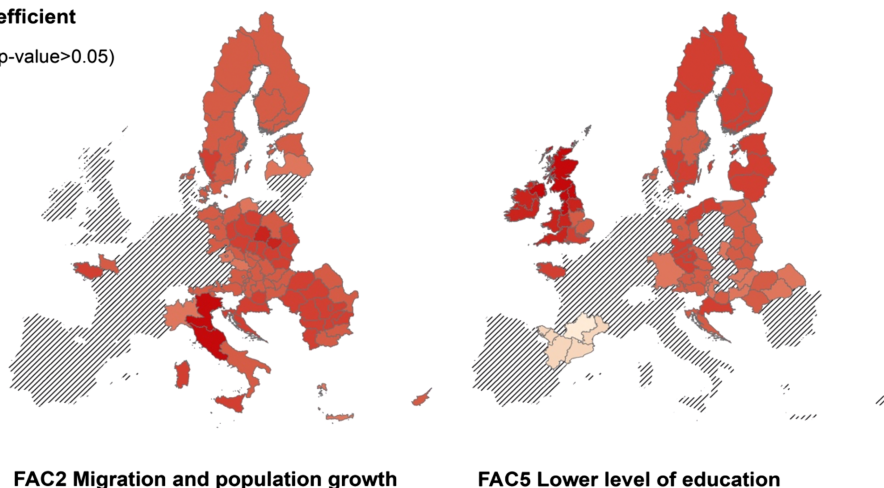 efficient
p-value>0.05)
FAC2 Migration and population growth
FAC5 Lower level of education